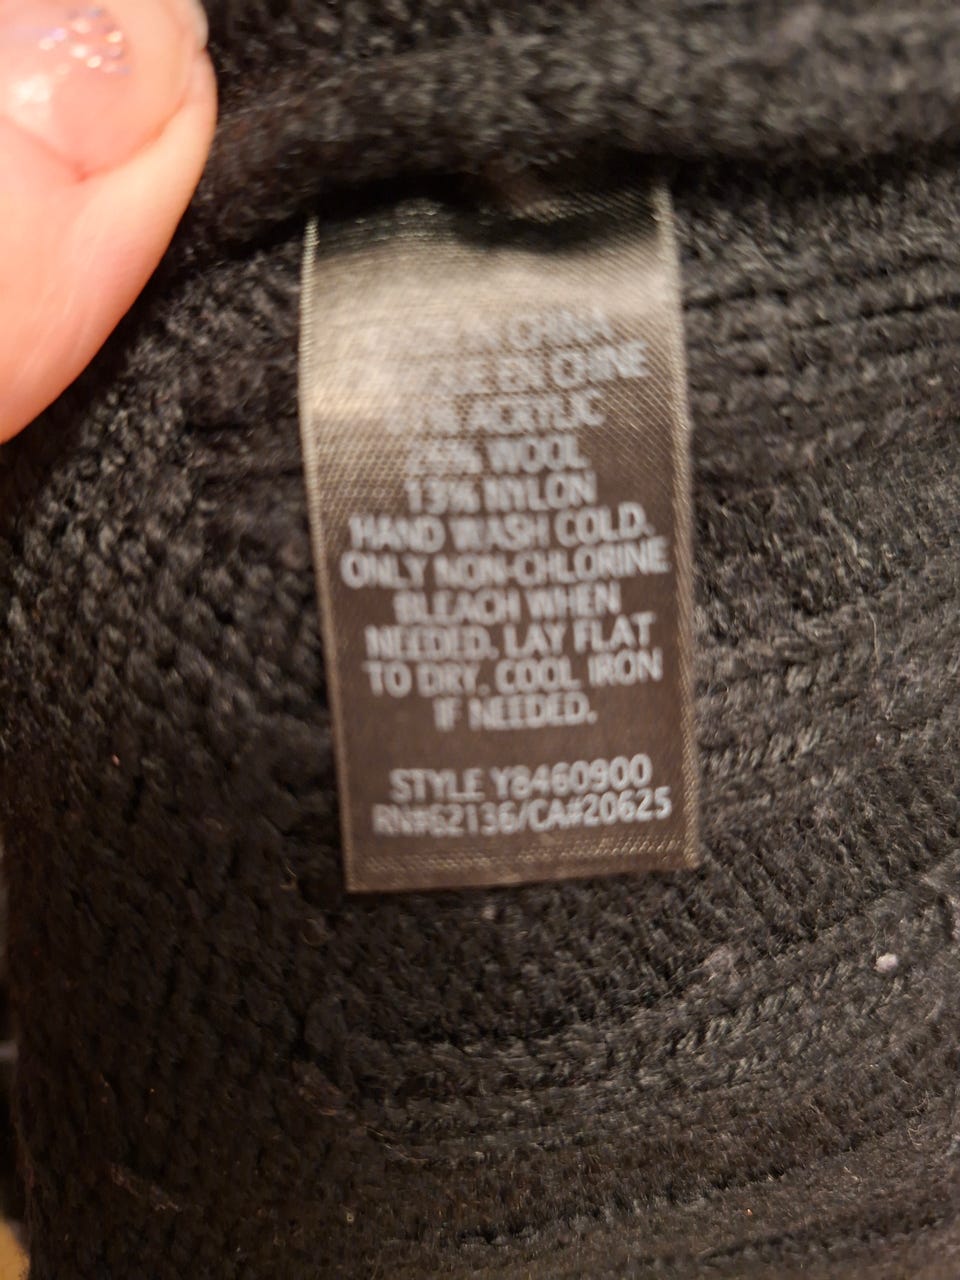 IN CHINA
EN CHINE
ACRYLIC
WOOL
13% NYLON
HAND WASH COLD.
ONLY NON-CHLORINE
BLEACH WHEN
NEEDED. LAY FLAT
TO DRY. COOL IRON
IF NEEDED.
STYLE Y8460900
RN#62136/CA#20625